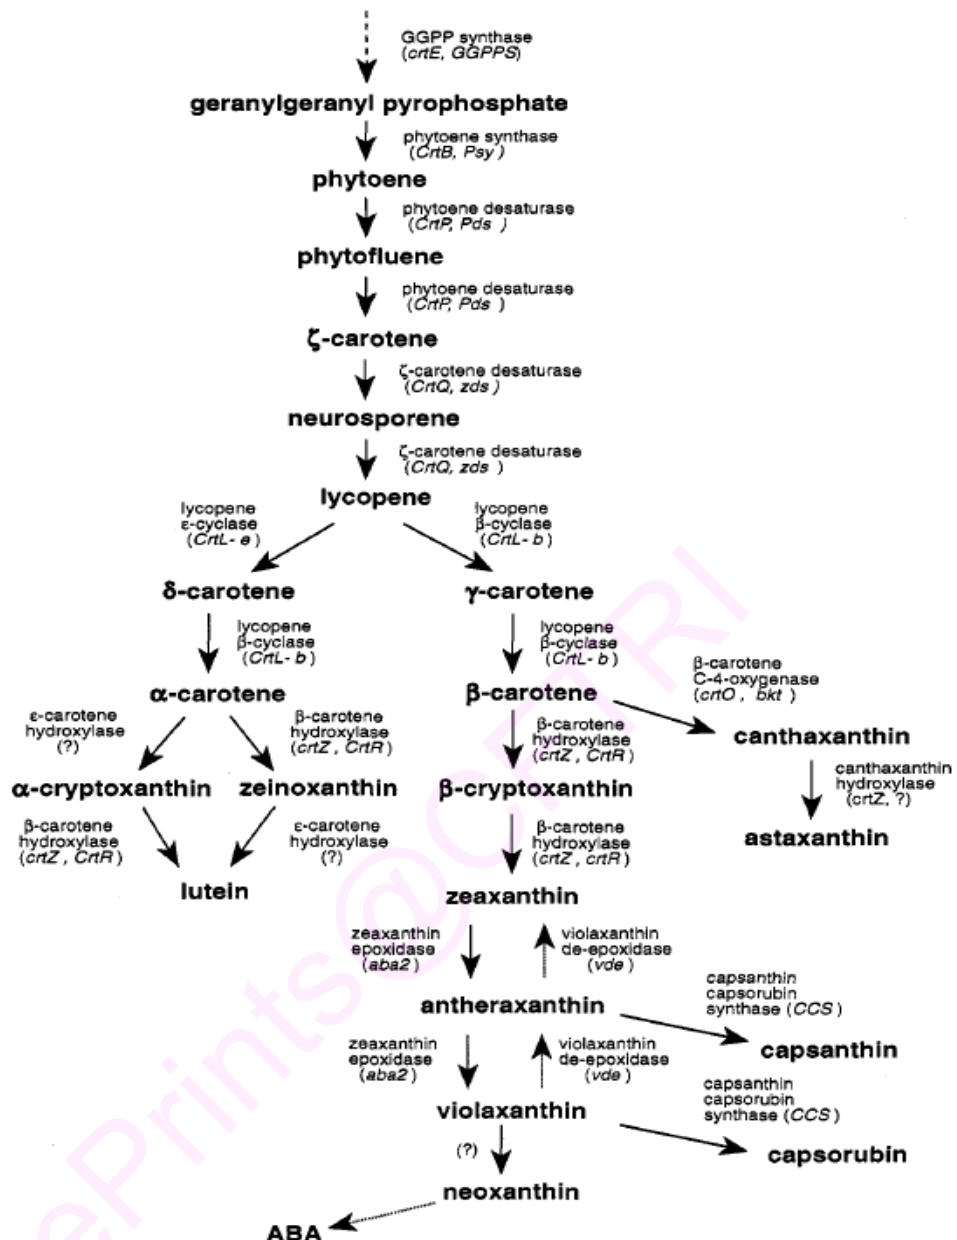 GGPP synthase
(crtE, GGPPS)
geranylgeranyl pyrophosphate
phytoene synthase
(CrtB, Psy )
phytoene
phytoene desaturase
(CrtP, Pds )
phytofluene
phytoene desaturase
(CrtP, Pds )
ζ-carotene
ζ-carotene desaturase
(CrtQ, zds )
neurosporene
ζ-carotene desaturase
(CrtQ, zds )
lycopene
lycopene
ε-cyclase
(CrtL- e )
lycopene
β-cyclase
(CrtL- b )
δ-carotene
γ-carotene
lycopene
β-cyclase
(CrtL- b )
lycopene
β-cyclase
(CrtL- b )
β-carotene
C-4-oxygenase
(crtO , bkt )
α-carotene
β-carotene
ε-carotene
hydroxylase
(?)
β-carotene
hydroxylase
(crtZ , CrtR )
β-carotene
hydroxylase
(crtZ , CrtR )
canthaxanthin
α-cryptoxanthin
zeinoxanthin
β-cryptoxanthin
canthaxanthin
hydroxylase
(crtZ, ?)
β-carotene
hydroxylase
(crtZ , CrtR )
ε-carotene
hydroxylase
(?)
β-carotene
hydroxylase
(crtZ , crtR )
astaxanthin
lutein
zeaxanthin
zeaxanthin
epoxidase
(aba2 )
violaxanthin
de-epoxidase
(vde )
antheraxanthin
capsanthin
capsorubin
synthase (CCS )
zeaxanthin
epoxidase
(aba2 )
violaxanthin
de-epoxidase
(vde )
capsanthin
violaxanthin
capsanthin
capsorubin
synthase (CCS )
(?)
capsorubin
neoxanthin
ABA
ePrints@CFTRI